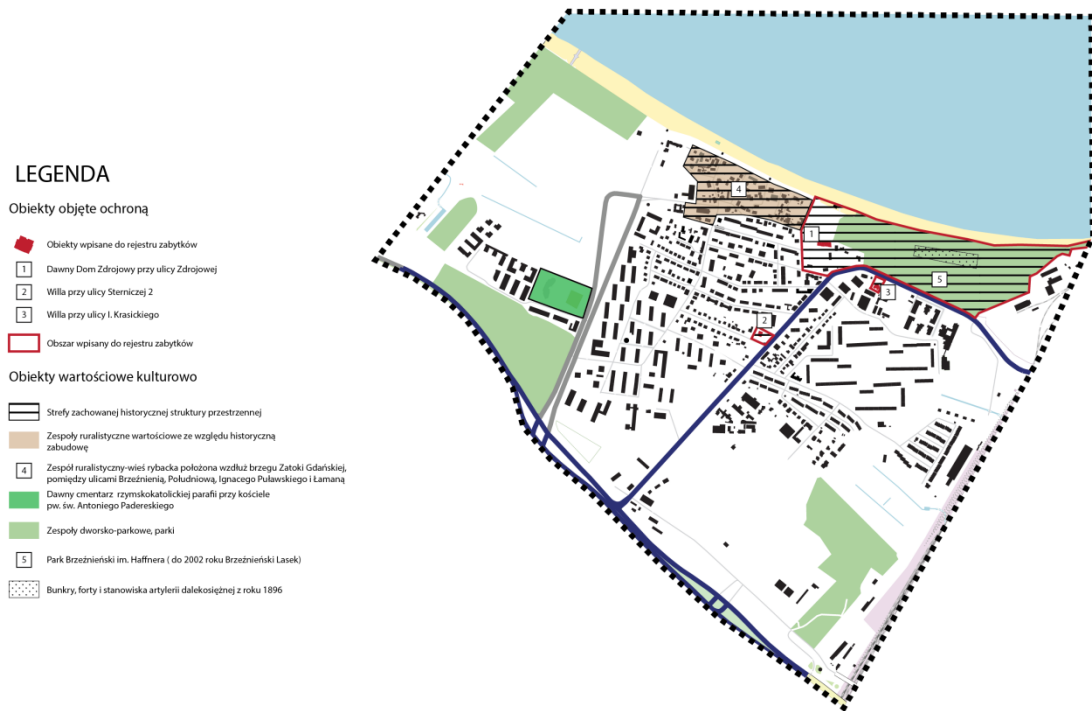 LEGENDA
Obiekty objęte ochroną
Obiekty wpisane do rejestru zabytków
1 Dawny Dom Zdrojowy przy ulicy Zdrojowej
2 Willa przy ulicy Sterniczej 2
3 Willa przy ulicy I. Krasickiego
Obszar wpisany do rejestru zabytków
Obiekty wartościowe kulturowo
Strefy zachowanej historycznej struktury przestrzennej
Zespoły ruralistyczne wartościowe ze względu historyczną
zabudowę
4 Zespół ruralistyczny-wieś rybacka położona wzdłuż brzegu Zatoki Gdańskiej,
pomiędzy ulicami Brzeźnienią, Południową, Ignacego Puławskiego i Łamaną
Dawny cmentarz rzymskokatolickiej parafii przy kościele
pw. św. Antoniego Padereskiego
Zespoły dworsko-parkowe, parki
5 Park Brzeźnieński im. Haffnera ( do 2002 roku Brzeźnieński Lasek)
Bunkry, forty i stanowiska artylerii dalekosiężnej z roku 1896
4
1
5
3
2